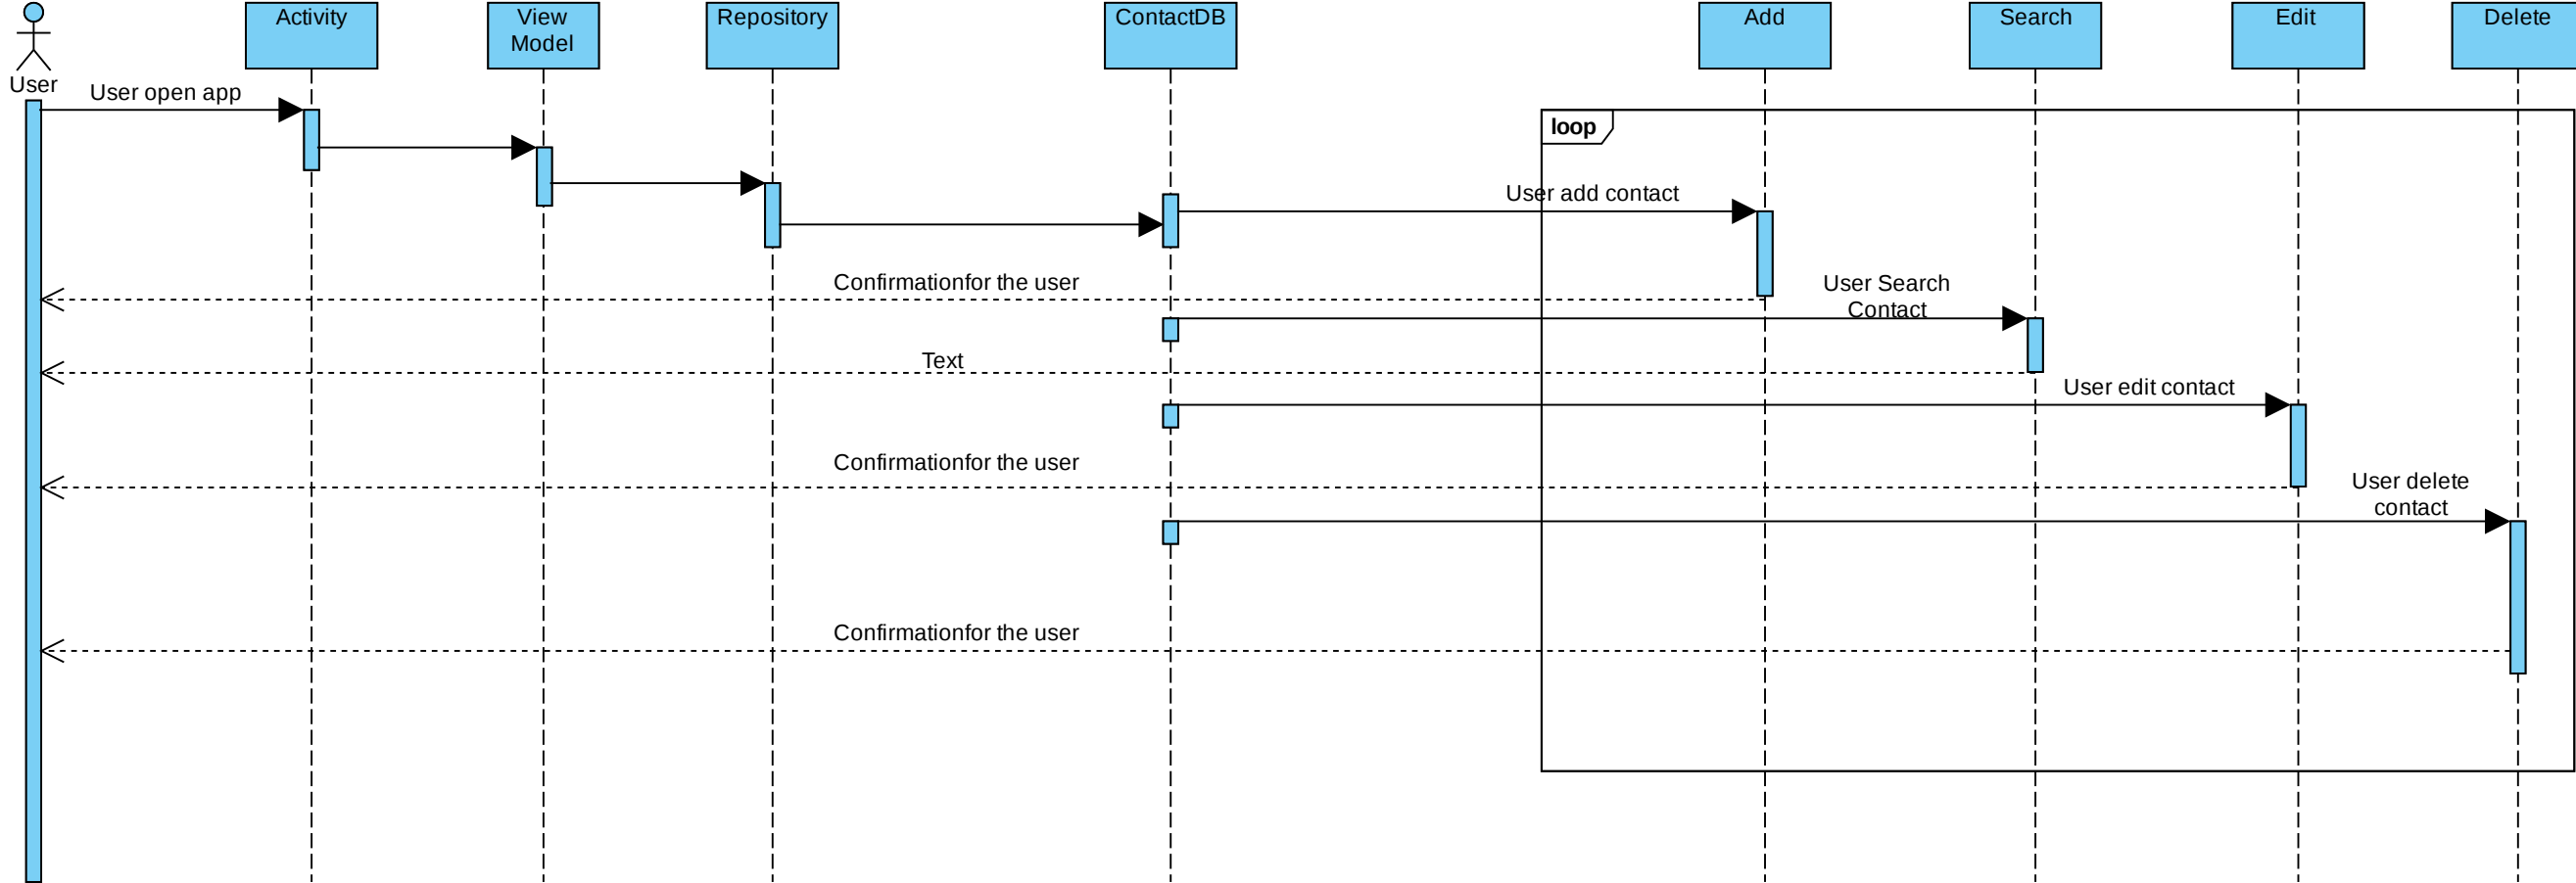 Activity
View
Model
Repository
ContactDB
Add
Search
Edit
Delete
User
User open app
loop
User add contact
Confirmationfor the user
User Search
Contact
Text
User edit contact
Confirmationfor the user
User delete
contact
Confirmationfor the user